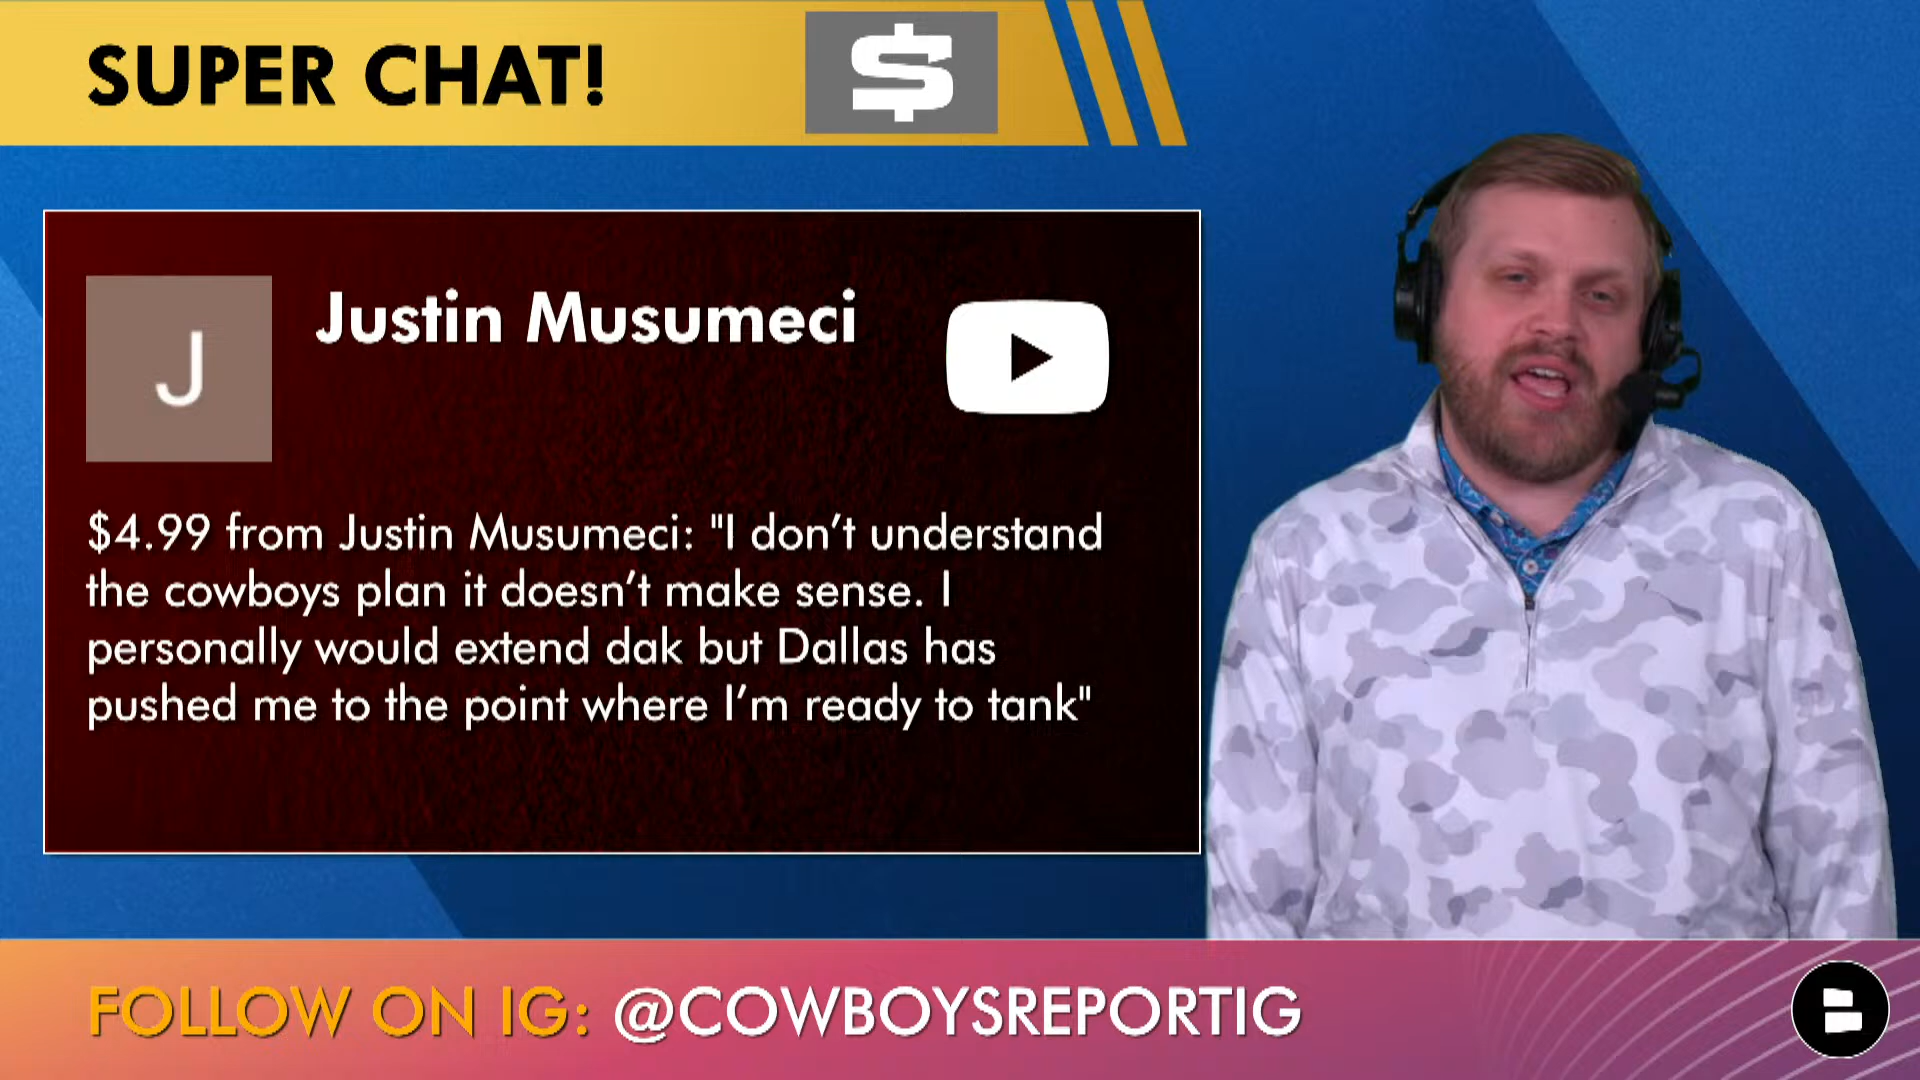 SUPER CHAT!
$
J
Justin Musumeci
$4.99 from Justin Musumeci: "I don’t understand
the cowboys plan it doesn’t make sense. I
personally would extend dak but Dallas has
pushed me to the point where I’m ready to tank"
FOLLOW ON IG: @COWBOYSREPORTIG